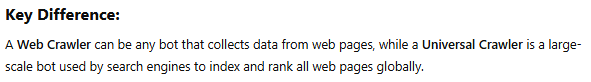 Key Difference:
A Web Crawler can be any bot that collects data from web pages, while a Universal Crawler is a large-
scale bot used by search engines to index and rank all web pages globally.